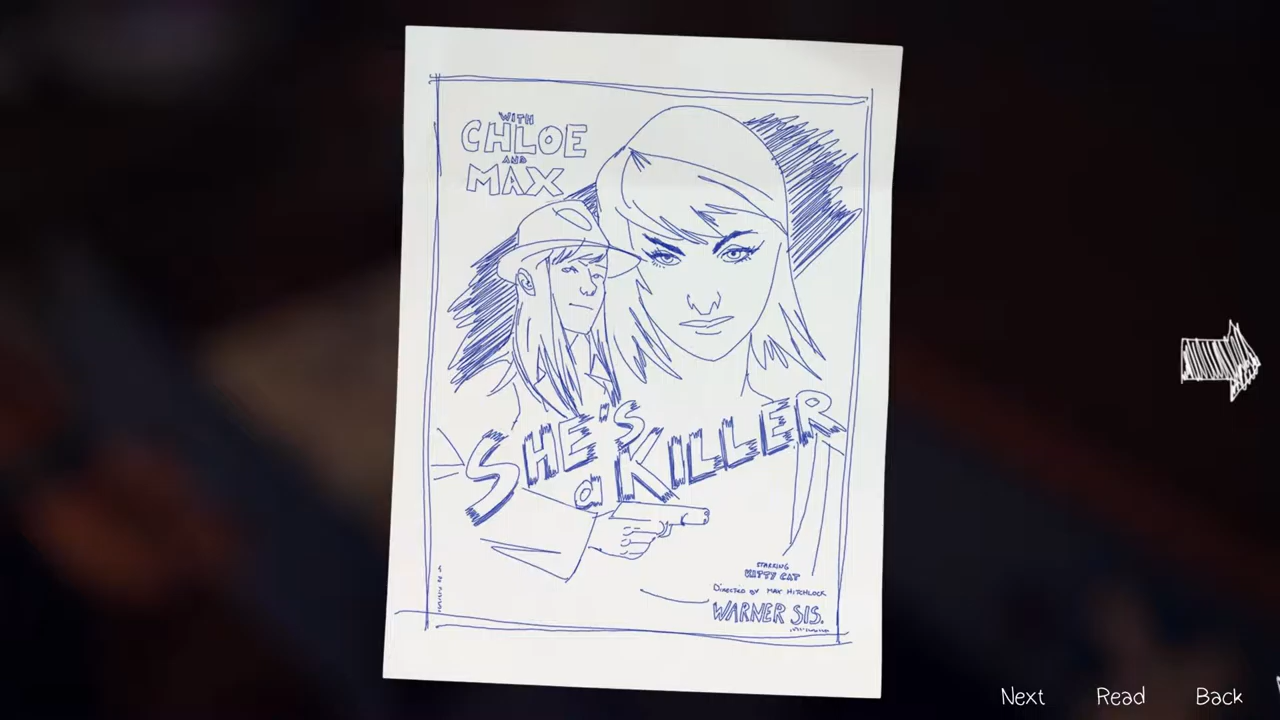 WITH
CHLOE
AND
MAX
SHE'S
a KILLER
STARRING
KITTY CAT
DIRECTED BY MAX HITCHLOCK
WARNER SIS.
Next Read Back